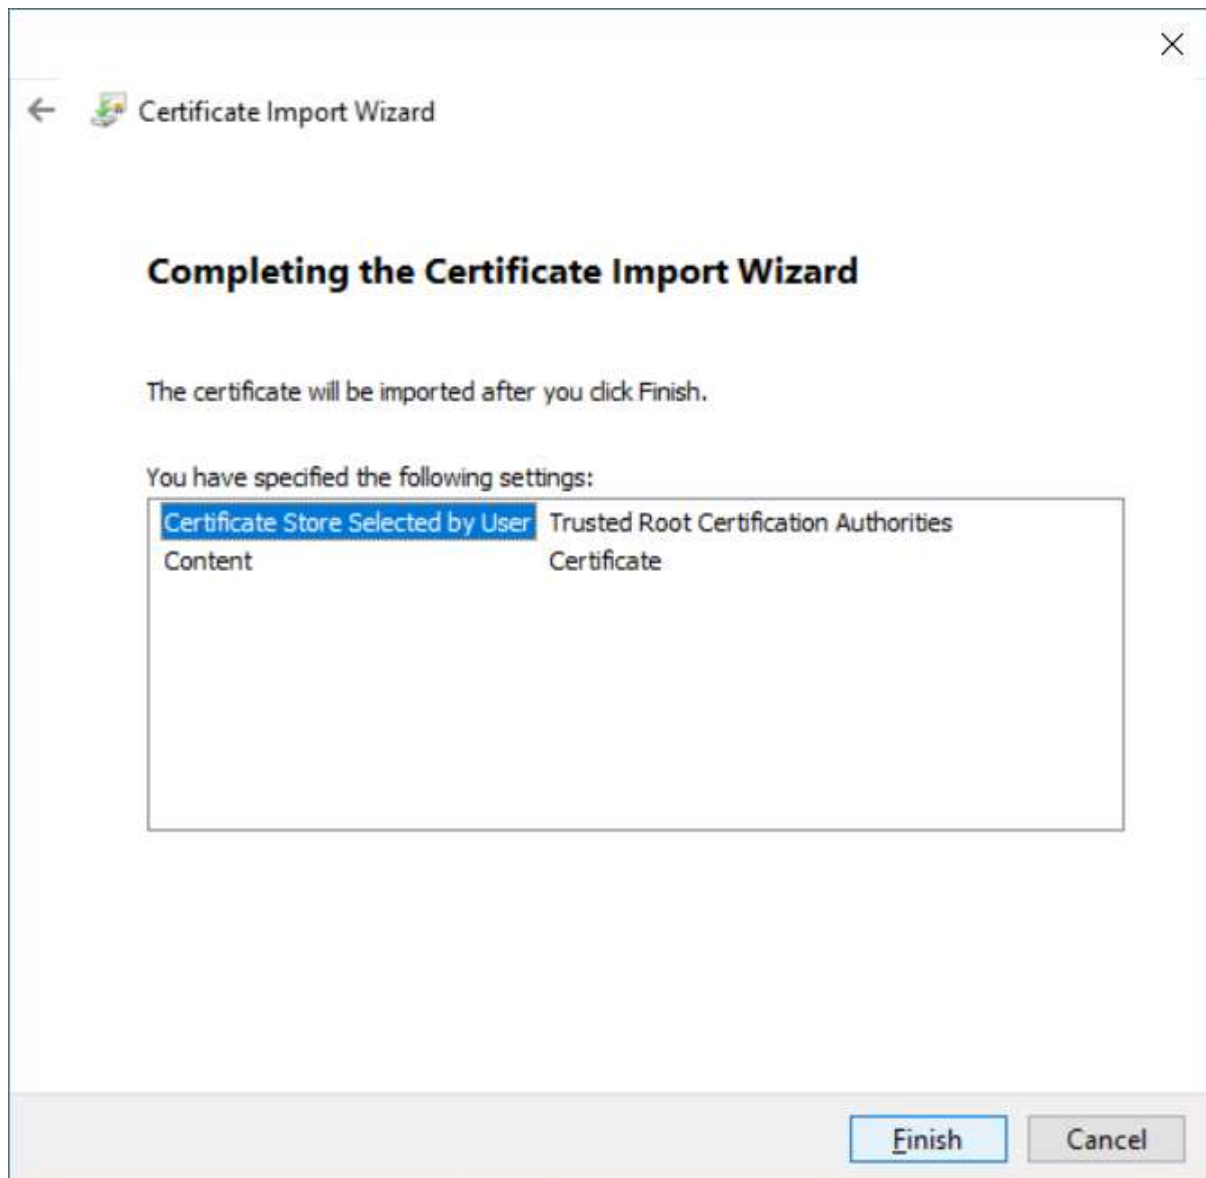 Certificate Import Wizard
Completing the Certificate Import Wizard
The certificate will be imported after you click Finish.
You have specified the following settings:
Certificate Store Selected by User Trusted Root Certification Authorities
Content Certificate
Finish Cancel